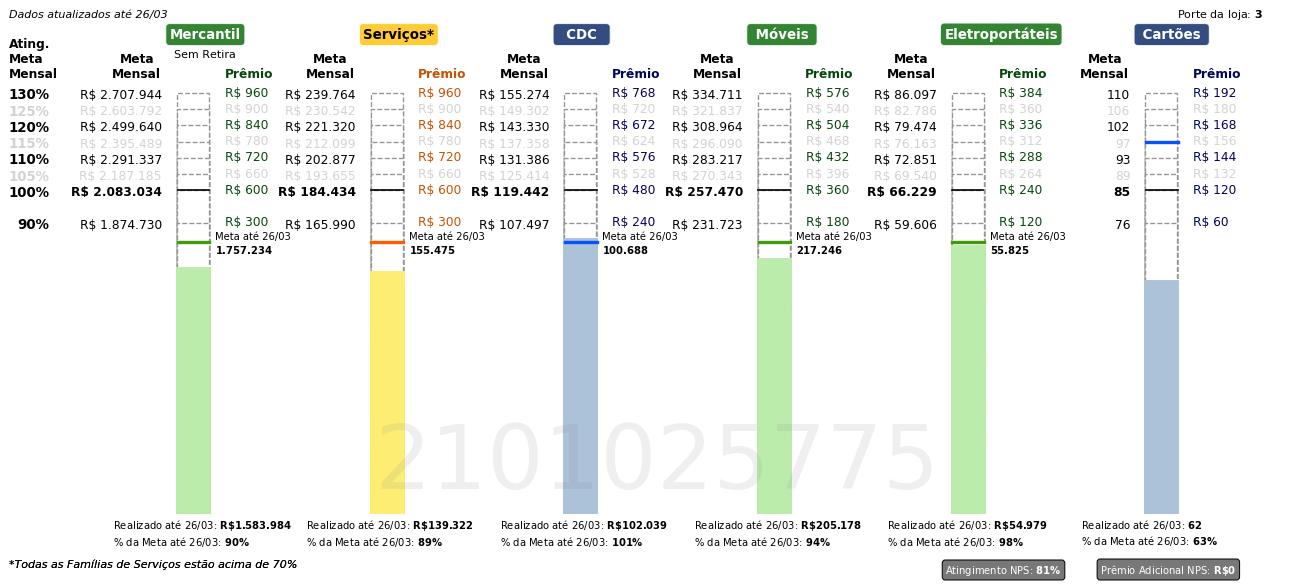 Dados atualizados até 26/03
Porte da loja: 3
Mercantil Serviços* CDC Móveis Eletroportáteis Cartões
Sem Retira
Ating. Meta Mensal
Meta Mensal Prêmio Meta Mensal Prêmio Meta Mensal Prêmio Meta Mensal Prêmio Meta Mensal Prêmio Meta Mensal Prêmio
130% R$ 2.707.944 R$ 960 R$ 239.764 R$ 960 R$ 155.274 R$ 768 R$ 334.711 R$ 576 R$ 86.097 R$ 384 110 R$ 192
125% R$ 2.603.792 R$ 900 R$ 230.542 R$ 900 R$ 149.302 R$ 720 R$ 321.837 R$ 540 R$ 82.786 R$ 360 106 R$ 180
120% R$ 2.499.640 R$ 840 R$ 221.320 R$ 840 R$ 143.330 R$ 672 R$ 308.964 R$ 504 R$ 79.474 R$ 336 102 R$ 168
115% R$ 2.395.489 R$ 780 R$ 212.099 R$ 780 R$ 137.358 R$ 624 R$ 296.090 R$ 468 R$ 76.163 R$ 312 97 R$ 156
110% R$ 2.291.337 R$ 720 R$ 202.877 R$ 720 R$ 131.386 R$ 576 R$ 283.217 R$ 432 R$ 72.851 R$ 288 93 R$ 144
105% R$ 2.187.185 R$ 660 R$ 193.655 R$ 660 R$ 125.414 R$ 528 R$ 270.343 R$ 396 R$ 69.540 R$ 264 89 R$ 132
100% R$ 2.083.034 R$ 600 R$ 184.434 R$ 600 R$ 119.442 R$ 480 R$ 257.470 R$ 360 R$ 66.229 R$ 240 85 R$ 120
90% R$ 1.874.730 R$ 300 R$ 165.990 R$ 300 R$ 107.497 R$ 240 R$ 231.723 R$ 180 R$ 59.606 R$ 120 76 R$ 60
Meta até 26/03 Meta até 26/03 Meta até 26/03 Meta até 26/03 Meta até 26/03
1.757.234 155.475 100.688 217.246 55.825
2101025775
Realizado até 26/03: R$1.583.984 Realizado até 26/03: R$139.322 Realizado até 26/03: R$102.039 Realizado até 26/03: R$205.178 Realizado até 26/03: R$54.979 Realizado até 26/03: 62
% da Meta até 26/03: 90% % da Meta até 26/03: 89% % da Meta até 26/03: 101% % da Meta até 26/03: 94% % da Meta até 26/03: 98% % da Meta até 26/03: 63%
*Todas as Famílias de Serviços estão acima de 70%
Atingimento NPS: 81% Prêmio Adicional NPS: R$0